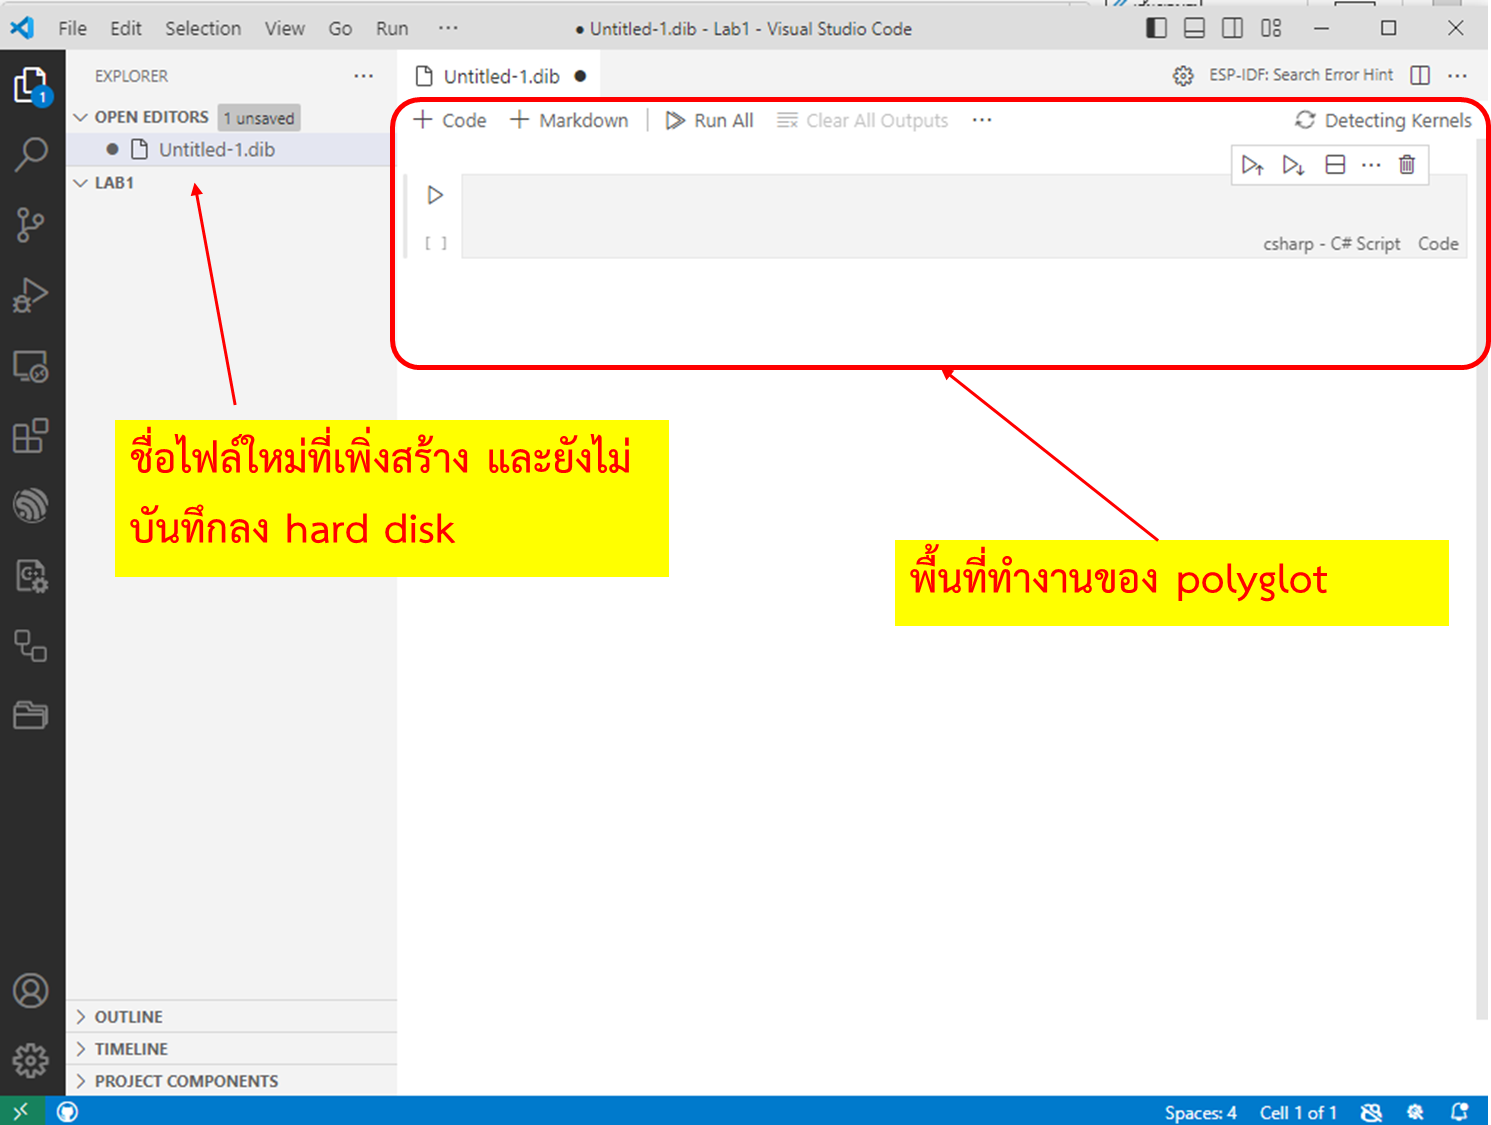 File Edit Selection View Go Run ··· ● Untitled-1.dib - Lab1 - Visual Studio Code
EXPLORER ···
Untitled-1.dib ●
ESP-IDF: Search Error Hint ···
OPEN EDITORS 1 unsaved
● Untitled-1.dib
LAB1
+ Code + Markdown Run All Clear All Outputs ··· Detecting Kernels
···
[ ]
csharp - C# Script Code
ชื่อไฟล์ใหม่ที่เพิ่งสร้าง และยังไม่
บันทึกลง hard disk
พื้นที่ทำงานของ polyglot
OUTLINE
TIMELINE
PROJECT COMPONENTS
1
Spaces: 4 Cell 1 of 1